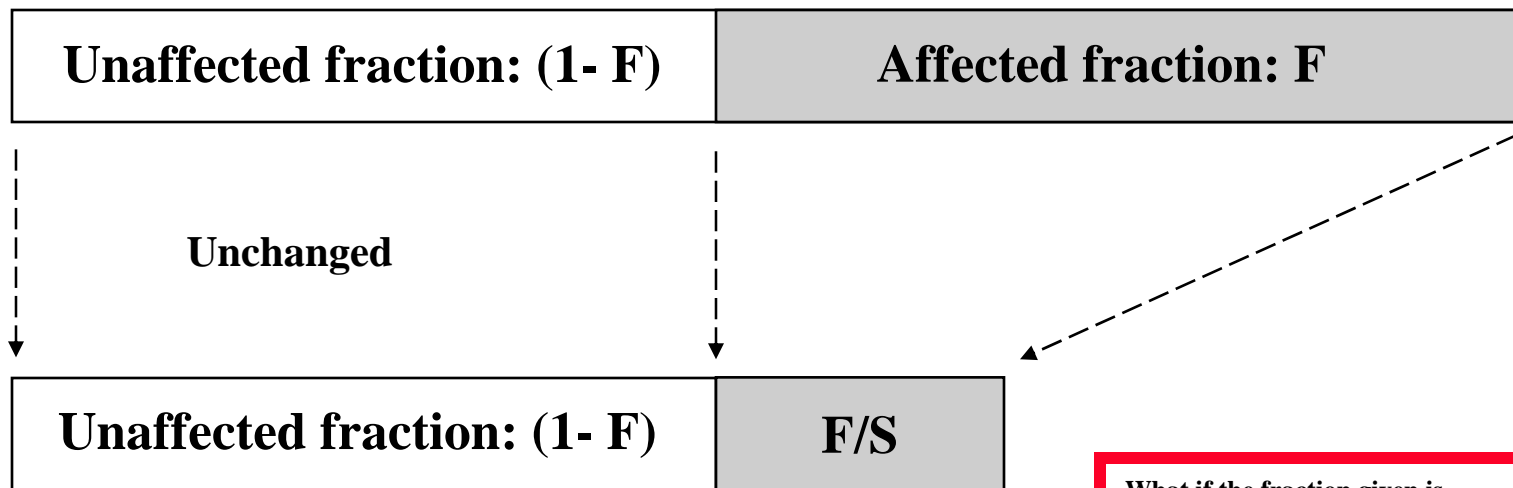 Unaffected fraction: (1- F)
Affected fraction: F
Unchanged
Unaffected fraction: (1- F)
F/S
What if the fraction given is